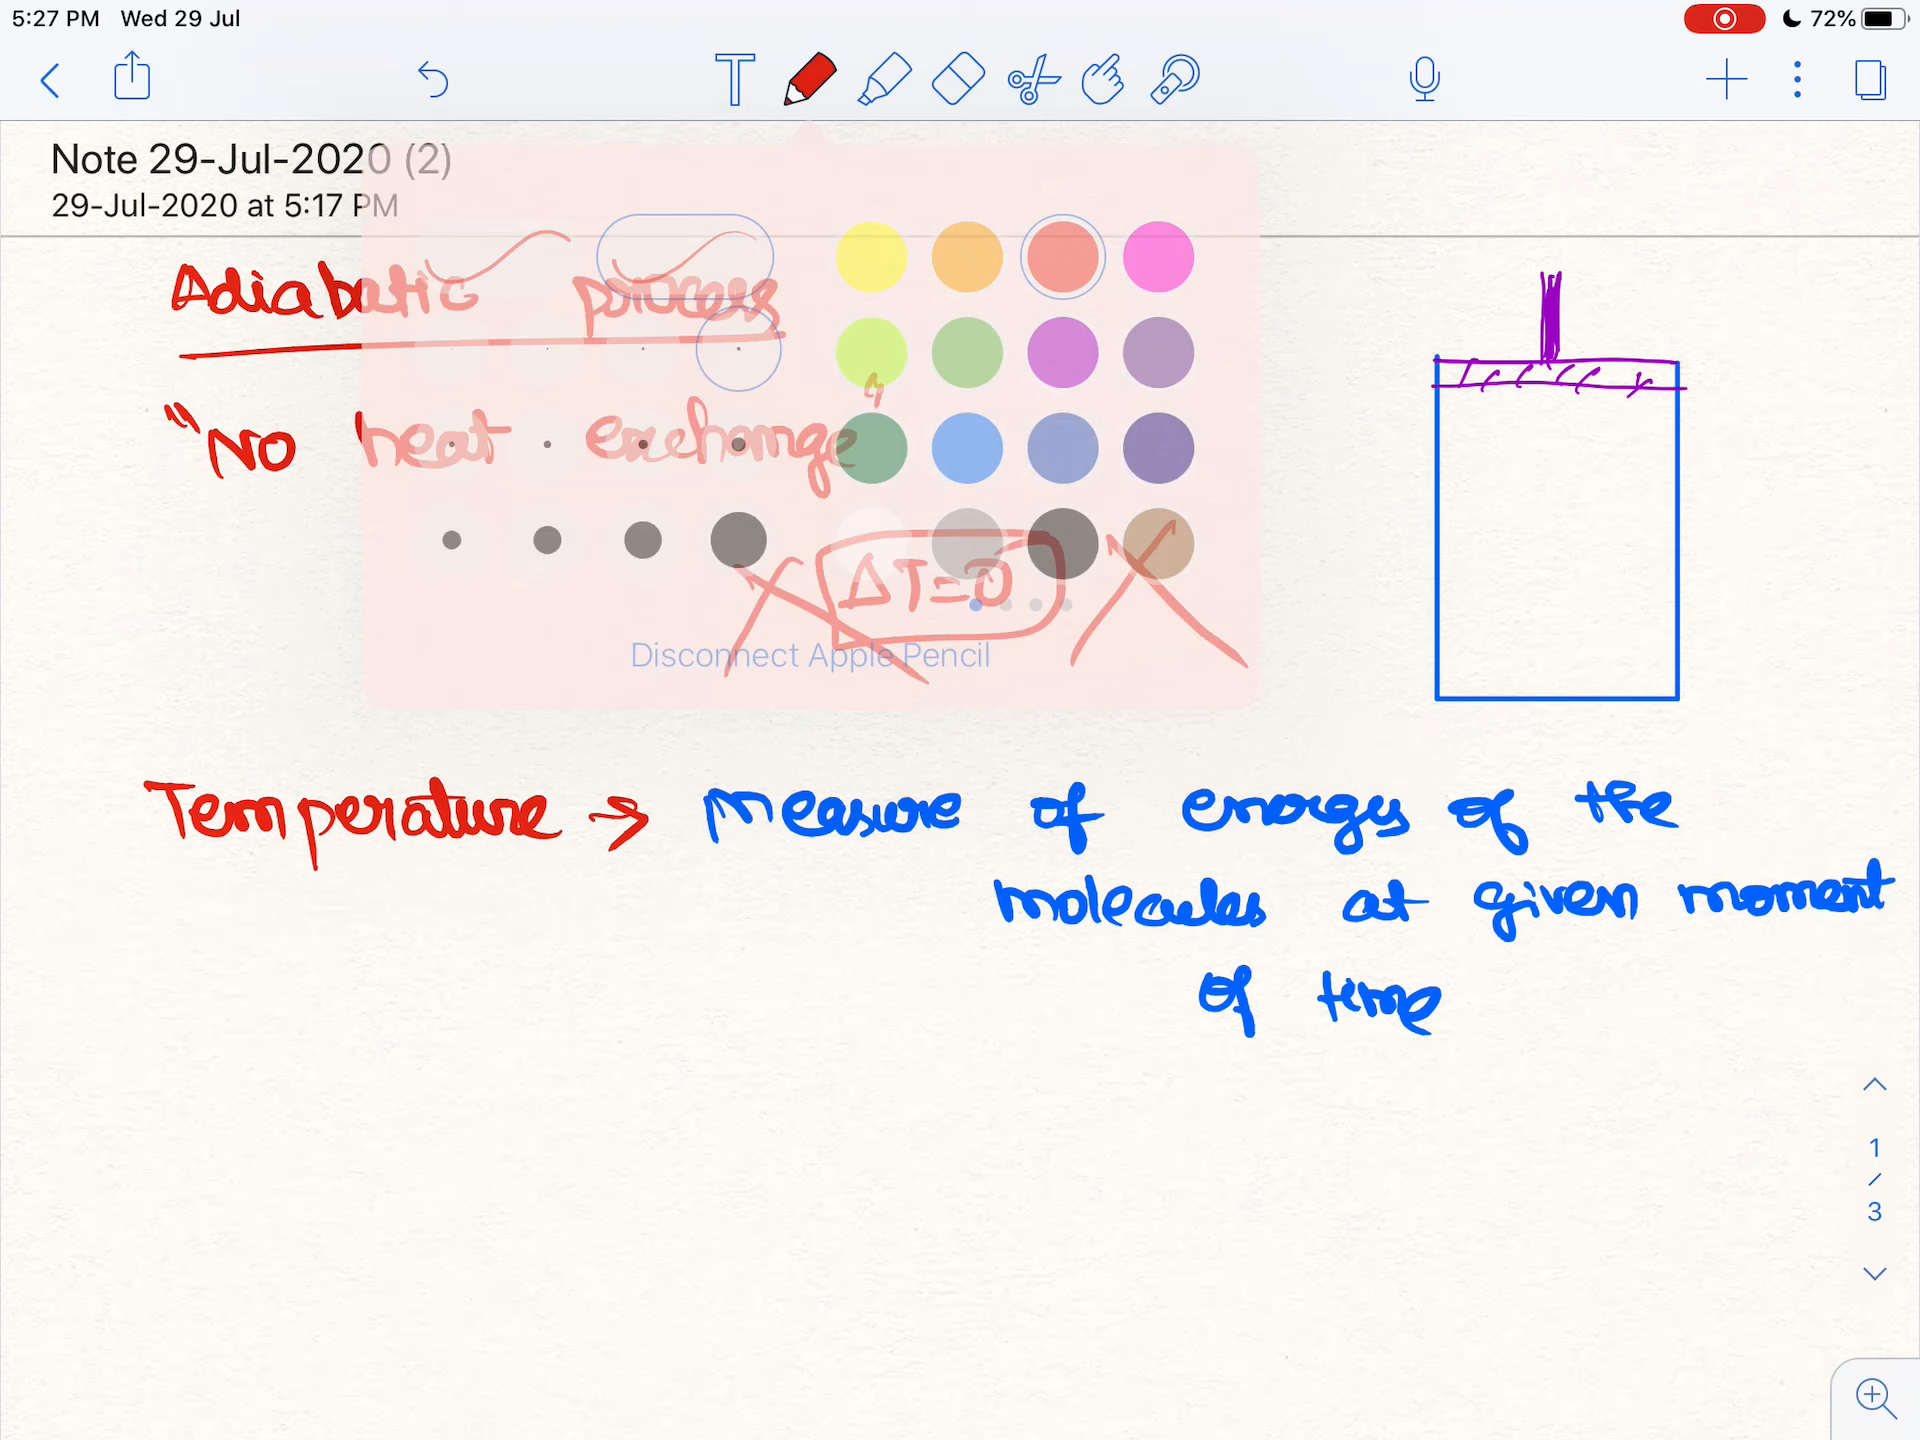 5:27 PM Wed 29 Jul 72%
Note 29-Jul-2020 (2)
29-Jul-2020 at 5:17 PM
Adiabatic process
"No heat exchange"
ΔT=0
Disconnect Apple Pencil
Temperature → measure of energy of the
molecules at given moment
of time
1
/
3